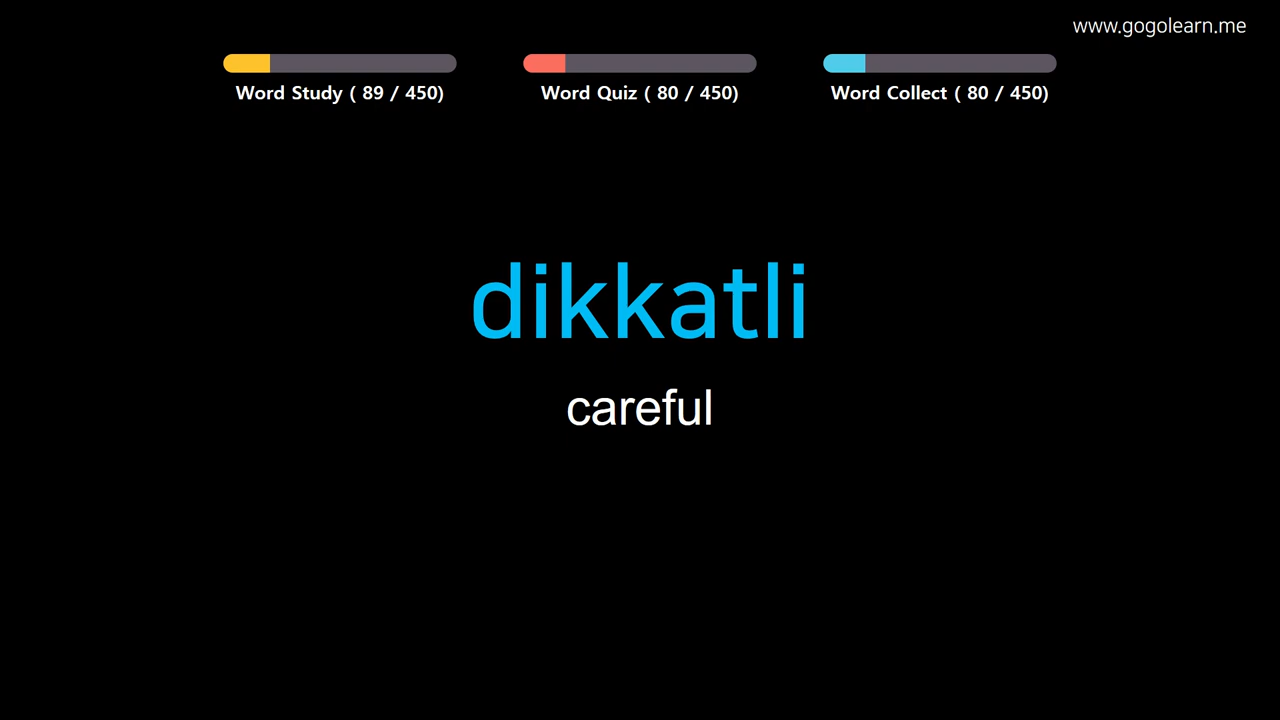 www.gogolearn.me
Word Study ( 89 / 450)
Word Quiz ( 80 / 450)
Word Collect ( 80 / 450)
dikkatli
careful